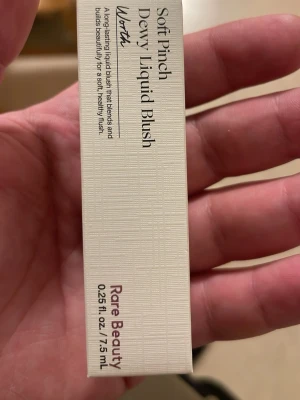 Soft Pinch
Dewy Liquid Blush
Worth
A long-lasting liquid blush that blends and
builds beautifully for a soft, healthy flush.
Rare Beauty
0.25 fl. oz. / 7.5 mL